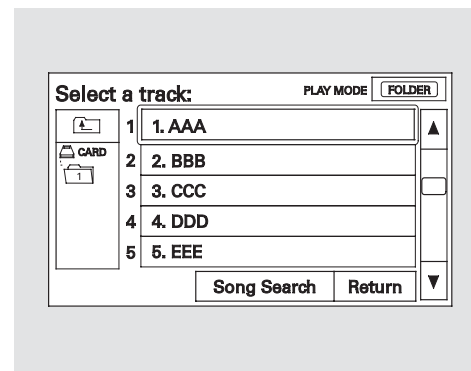 Select a track:
PLAY MODE FOLDER
1 1. AAA
CARD
2 2. BBB
1
3 3. CCC
4 4. DDD
5 5. EEE
Song Search Return